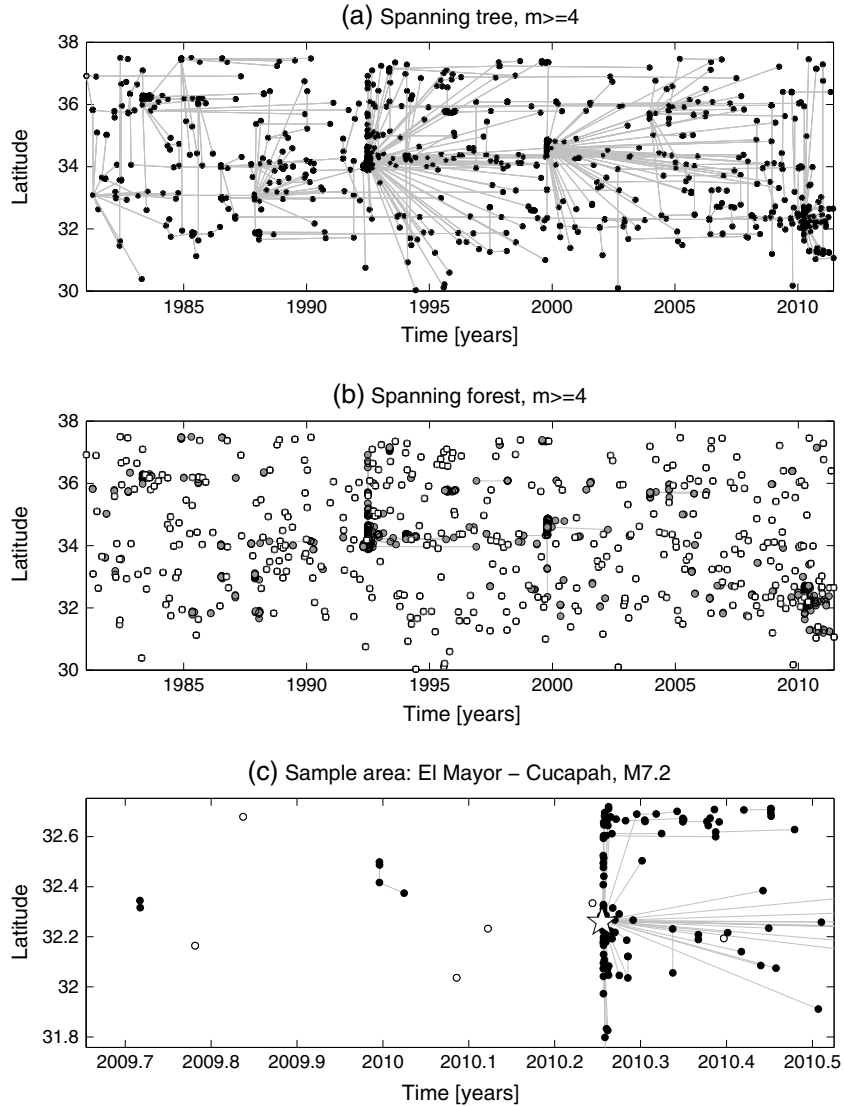 (a) Spanning tree, m>=4
38
36
34
32
30
Latitude
1985 1990 1995 2000 2005 2010
Time [years]
(b) Spanning forest, m>=4
38
36
34
32
30
Latitude
1985 1990 1995 2000 2005 2010
Time [years]
(c) Sample area: El Mayor − Cucapah, M7.2
32.6
32.4
32.2
32
31.8
Latitude
2009.7 2009.8 2009.9 2010 2010.1 2010.2 2010.3 2010.4 2010.5
Time [years]